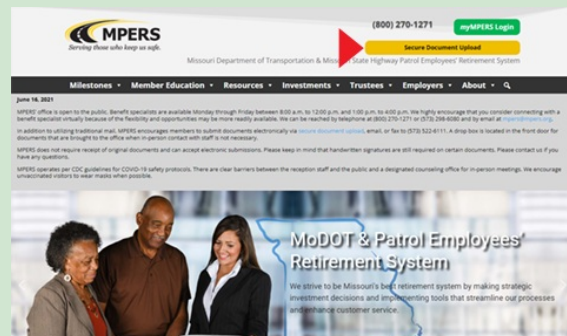 MPERS
Serving those who keep us safe.
(800) 270-1271
myMPERS Login
Secure Document Upload
Missouri Department of Transportation & Missouri State Highway Patrol Employees' Retirement System
Milestones Member Education Resources Investments Trustees Employers About
June 16, 2021
MPERS' office is open to the public. Benefit specialists are available Monday through Friday between 8:00 a.m. to 12:00 p.m. and 1:00 p.m. to 4:00 p.m. We highly encourage that you consider connecting with a
benefit specialist virtually because of the flexibility and opportunities may be more readily available. We can be reached by telephone at (800) 270-1271 or (573) 298-6080 and by email at mpers@mpers.org.
In addition to utilizing traditional mail, MPERS encourages members to submit documents electronically via secure document upload, email, or fax to (573) 522-6111. A drop box is located in the front door for
documents that are brought to the office when in-person contact with staff is not necessary.
MPERS does not require receipt of original documents and can accept electronic submissions. Please keep in mind that handwritten signatures are still required on certain documents. Please contact us if you
have any questions.
MPERS operates per CDC guidelines for COVID-19 safety protocols. There are clear barriers between the reception staff and the public and a designated counseling office for in-person meetings. We encourage
unvaccinated visitors to wear masks when possible.
MoDOT & Patrol Employees'
Retirement System
We strive to be Missouri's best retirement system by making strategic
investment decisions and implementing tools that streamline our processes
and enhance customer service.